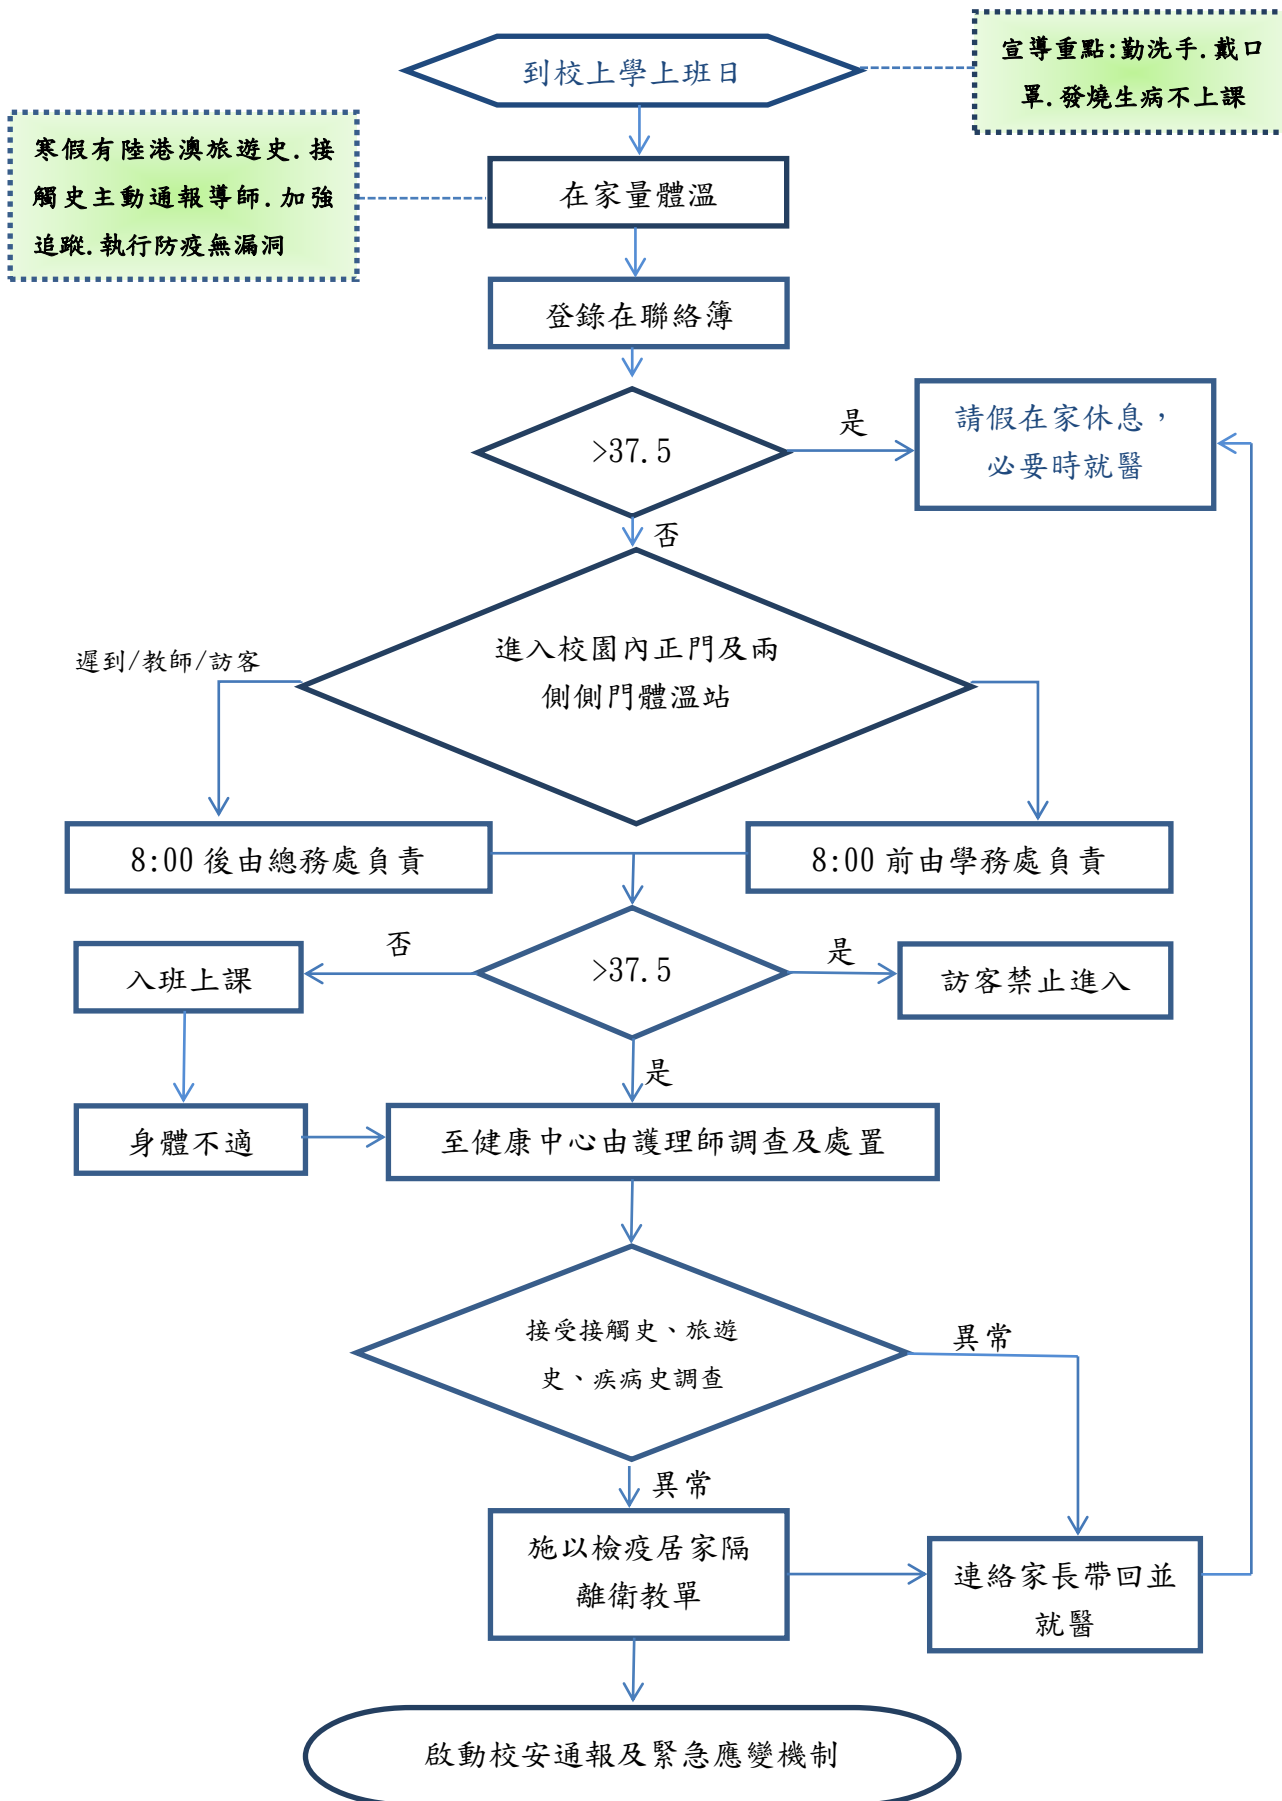 到校上學上班日
宣導重點:勤洗手.戴口
罩.發燒生病不上課
寒假有陸港澳旅遊史.接
觸史主動通報導師.加強
追蹤.執行防疫無漏洞
在家量體溫
登錄在聯絡簿
>37.5
是
請假在家休息，
必要時就醫
否
進入校園內正門及兩
側側門體溫站
遲到/教師/訪客
8:00 後由總務處負責
8:00 前由學務處負責
否
>37.5
是
入班上課
訪客禁止進入
是
身體不適
至健康中心由護理師調查及處置
接受接觸史、旅遊
史、疾病史調查
異常
異常
施以檢疫居家隔
離衛教單
連絡家長帶回並
就醫
啟動校安通報及緊急應變機制